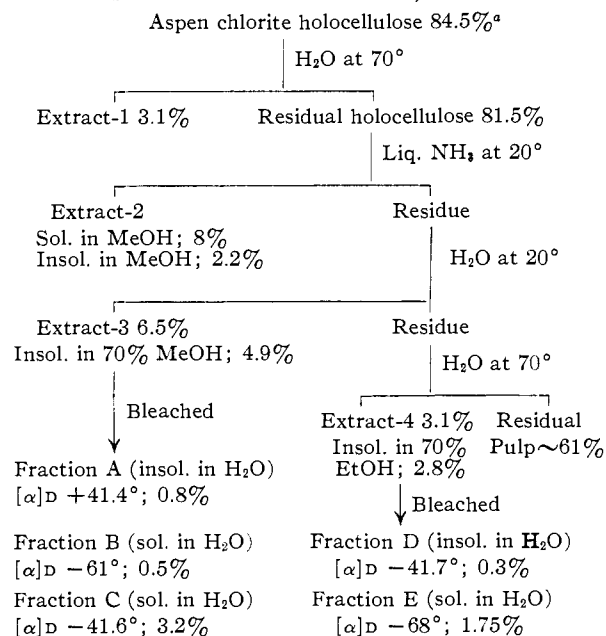 Aspen chlorite holocellulose 84.5%ᵃ
H₂O at 70°
Extract-1 3.1% Residual holocellulose 81.5%
Liq. NH₃ at 20°
Extract-2 Residue
Sol. in MeOH; 8%
Insol. in MeOH; 2.2%
H₂O at 20°
Extract-3 6.5% Residue
Insol. in 70% MeOH; 4.9%
H₂O at 70°
Bleached
Extract-4 3.1% Residual
Insol. in 70% Pulp~61%
EtOH; 2.8%
Bleached
Fraction A (insol. in H₂O)
[α]D +41.4°; 0.8%
Fraction B (sol. in H₂O) Fraction D (insol. in H₂O)
[α]D −61°; 0.5% [α]D −41.7°; 0.3%
Fraction C (sol. in H₂O) Fraction E (sol. in H₂O)
[α]D −41.6°; 3.2% [α]D −68°; 1.75%